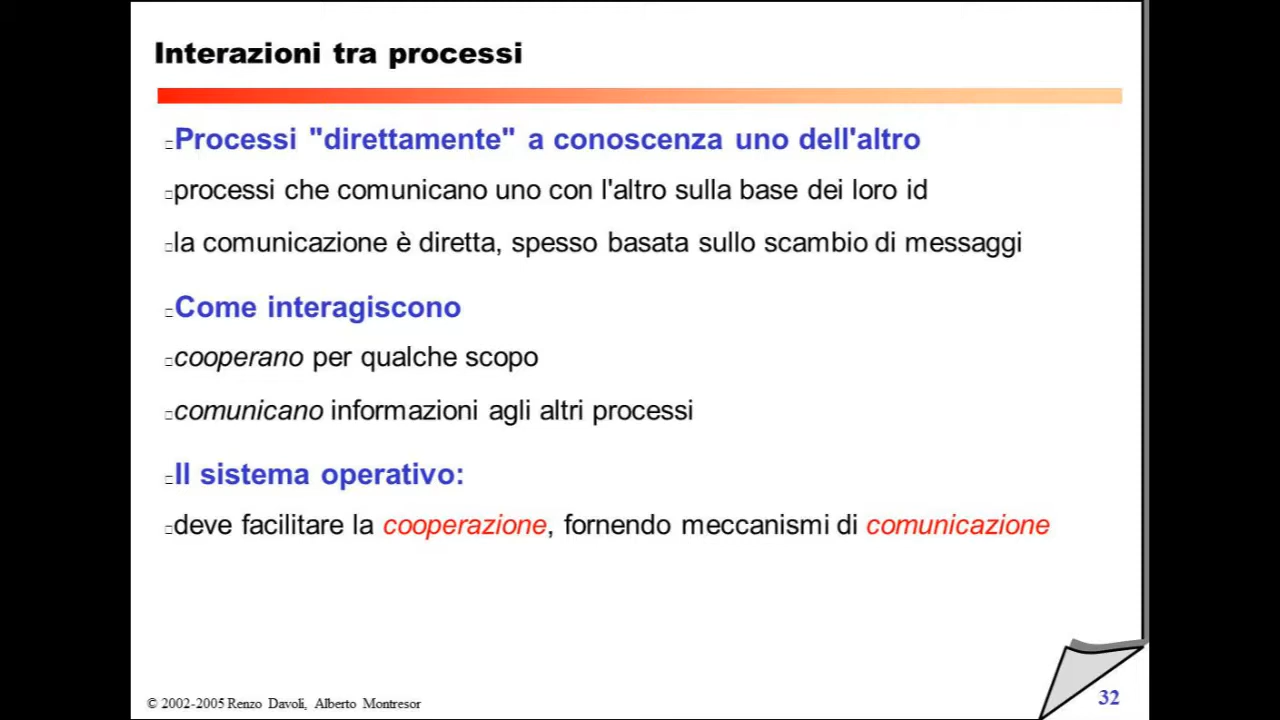 Interazioni tra processi
Processi "direttamente" a conoscenza uno dell'altro
processi che comunicano uno con l'altro sulla base dei loro id
la comunicazione è diretta, spesso basata sullo scambio di messaggi
Come interagiscono
cooperano per qualche scopo
comunicano informazioni agli altri processi
Il sistema operativo:
deve facilitare la cooperazione, fornendo meccanismi di comunicazione
© 2002-2005 Renzo Davoli, Alberto Montresor
32